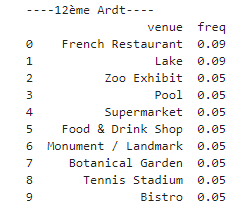 ----12ème Ardt----
venue freq
0 French Restaurant 0.09
1 Lake 0.09
2 Zoo Exhibit 0.05
3 Pool 0.05
4 Supermarket 0.05
5 Food & Drink Shop 0.05
6 Monument / Landmark 0.05
7 Botanical Garden 0.05
8 Tennis Stadium 0.05
9 Bistro 0.05